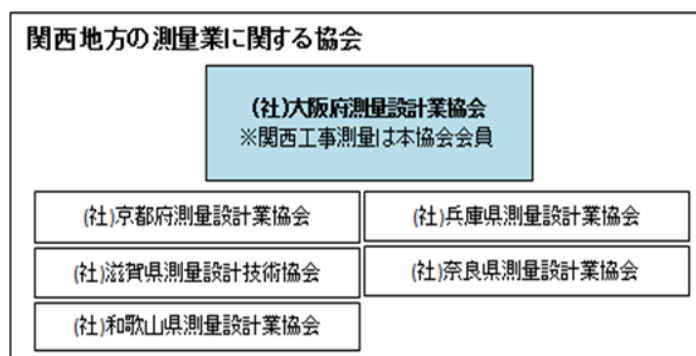 関西地方の測量業に関する協会
(社)大阪府測量設計業協会
※関西工事測量は本協会会員
(社)京都府測量設計業協会
(社)兵庫県測量設計業協会
(社)滋賀県測量設計技術協会
(社)奈良県測量設計業協会
(社)和歌山県測量設計業協会